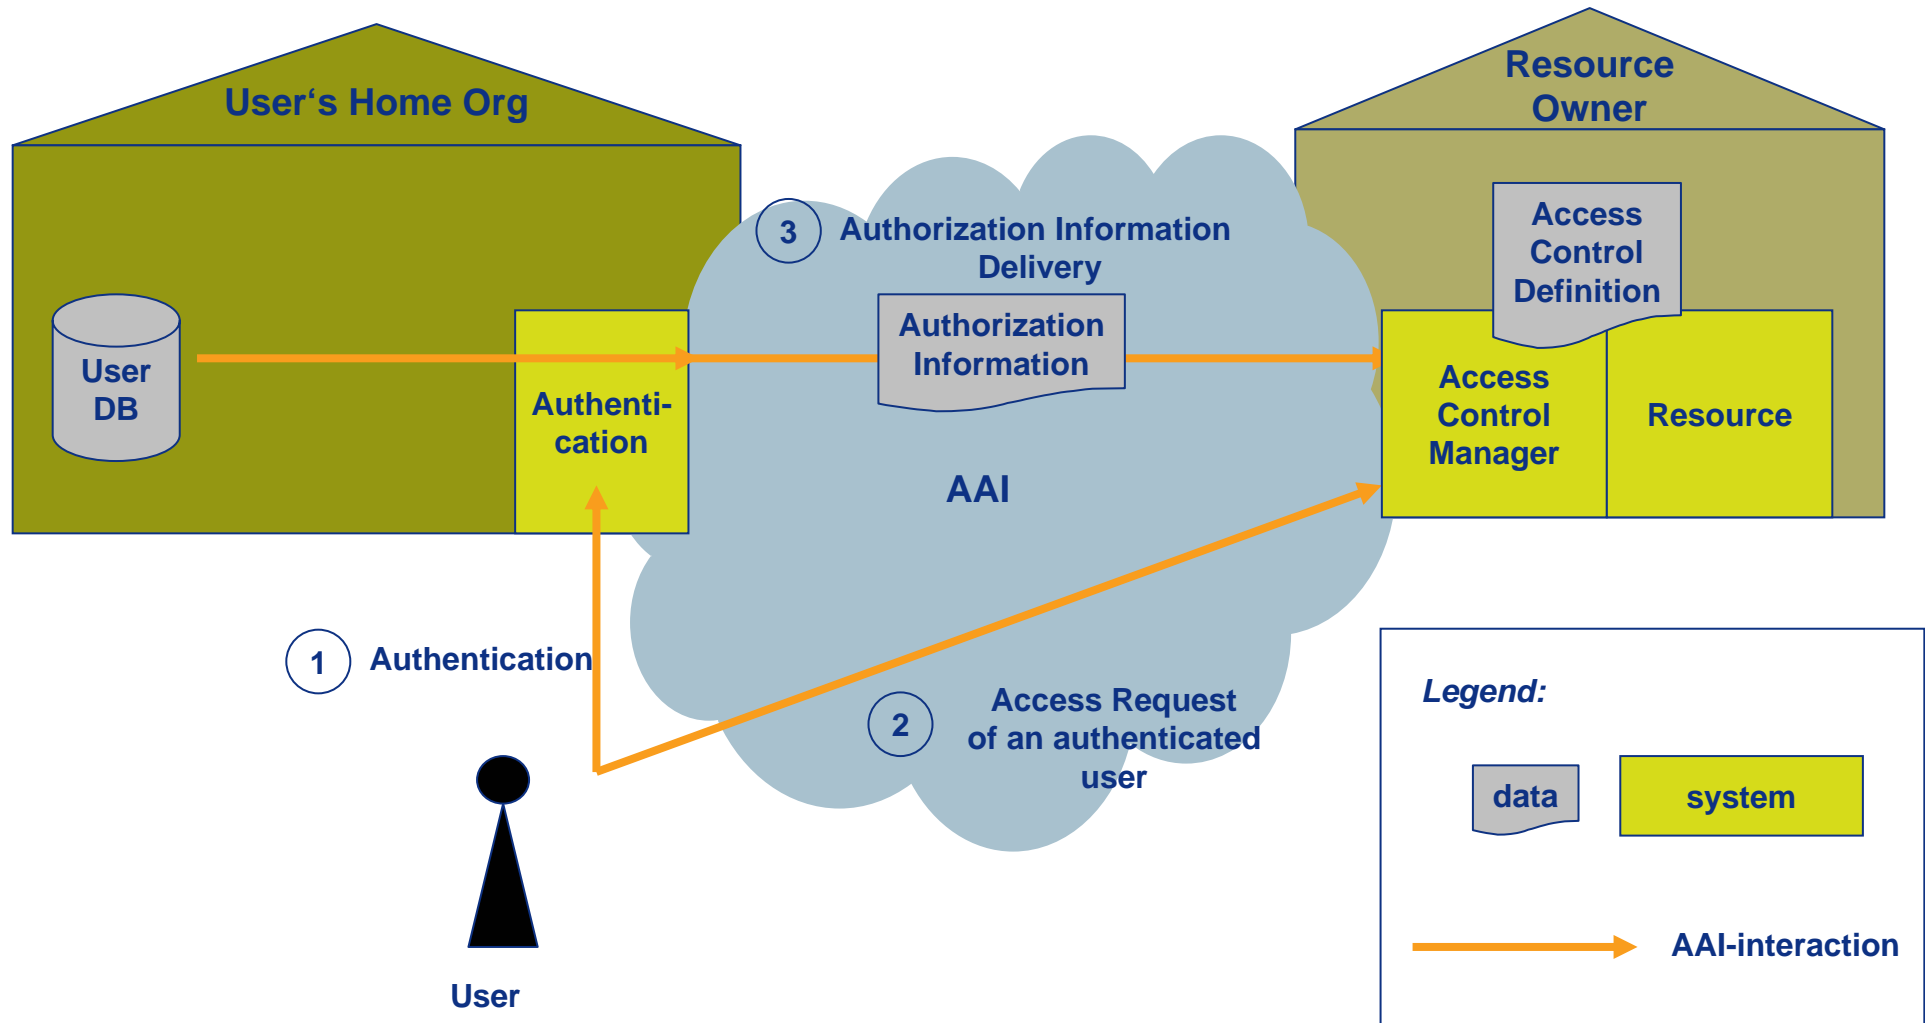 User‘s Home Org
Resource
Owner
3
Authorization Information
Delivery
Access
Control
Definition
User
DB
Authenti-
cation
Authorization
Information
Access
Control
Manager
Resource
AAI
1
Authentication
2
Access Request
of an authenticated
user
User
Legend:
data
system
AAI-interaction